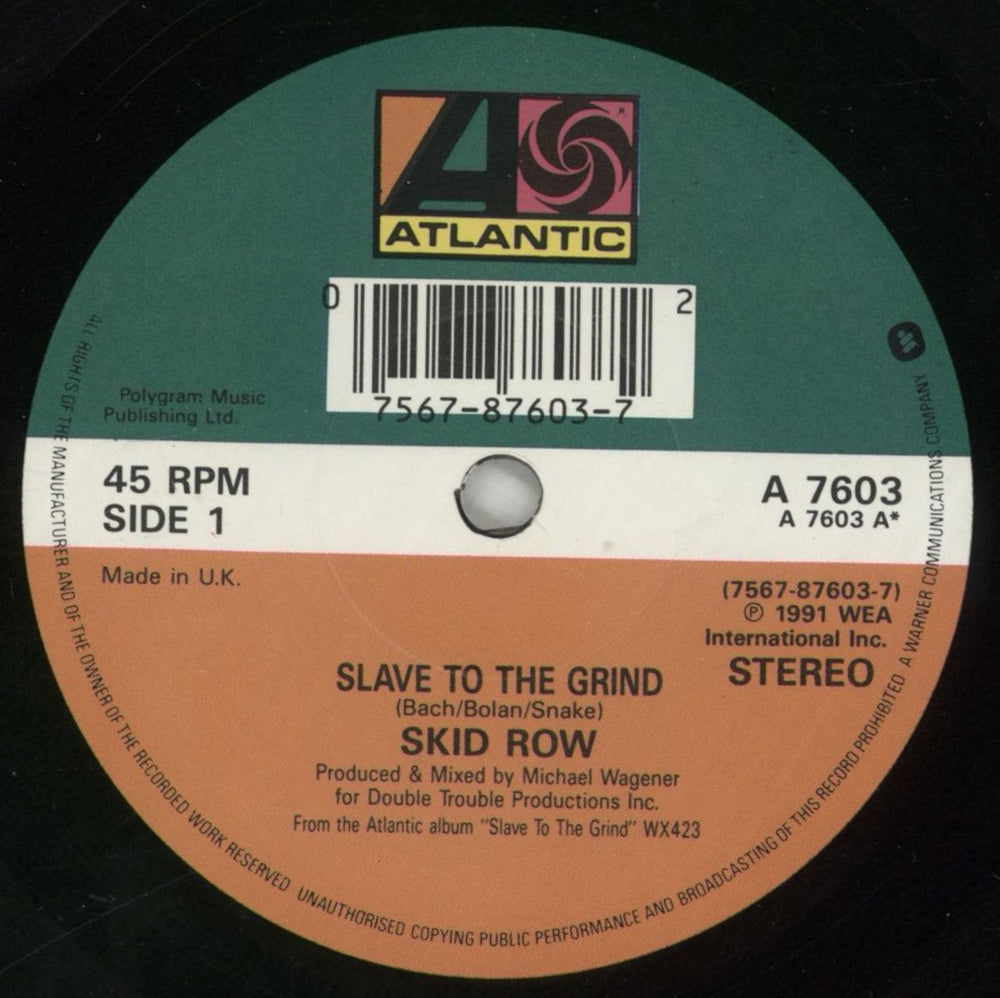 A
®
ATLANTIC
0 2
7567-87603-7
Polygram Music
Publishing Ltd.
45 RPM
SIDE 1
A 7603
A 7603 A*
Made in U.K.
(7567-87603-7)
℗ 1991 WEA
International Inc.
STEREO
SLAVE TO THE GRIND
(Bach/Bolan/Snake)
SKID ROW
Produced & Mixed by Michael Wagener
for Double Trouble Productions Inc.
From the Atlantic album "Slave To The Grind" WX423
ALL RIGHTS OF THE MANUFACTURER AND OF THE OWNER OF THE RECORDED WORK RESERVED UNAUTHORISED COPYING PUBLIC PERFORMANCE AND BROADCASTING OF THIS RECORD PROHIBITED A WARNER COMMUNICATIONS COMPANY